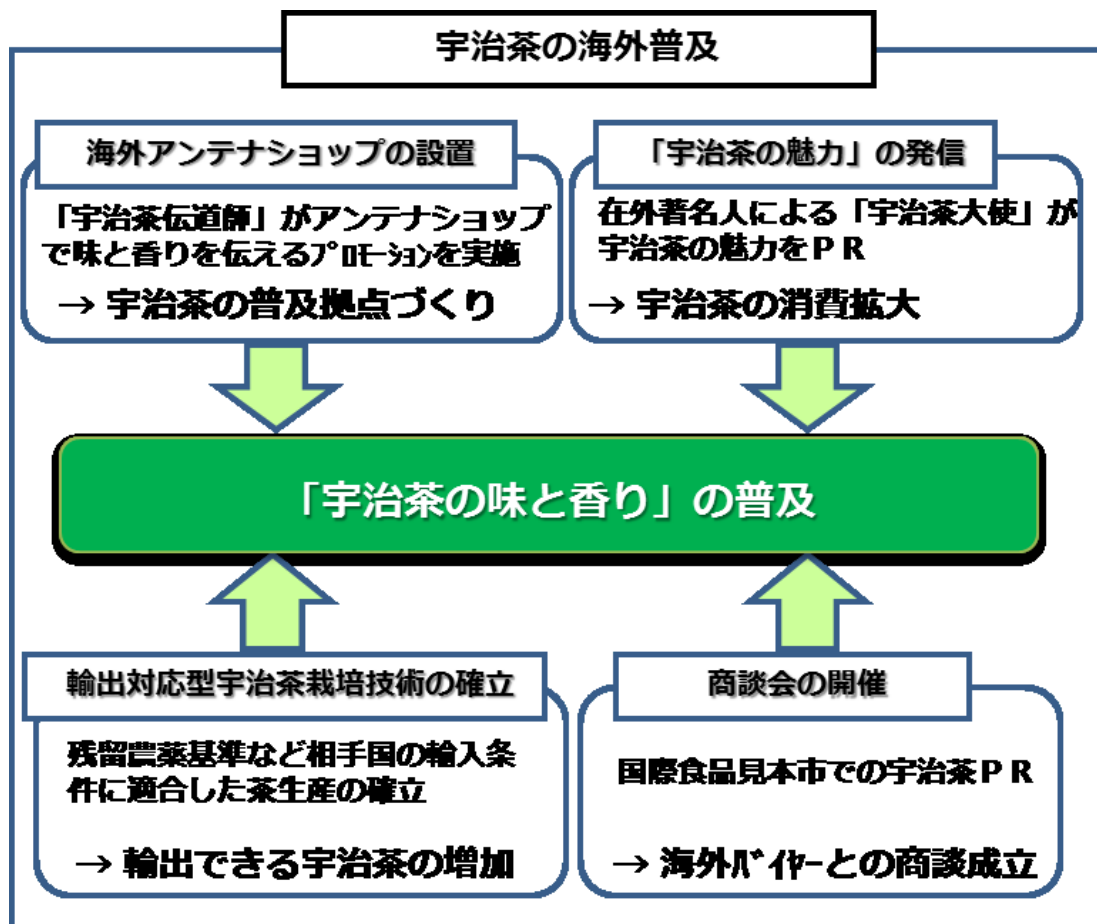 宇治茶の海外普及
海外アンテナショップの設置
「宇治茶伝道師」がアンテナショップ
で味と香りを伝えるﾌﾟﾛﾓｰｼｮﾝを実施
→ 宇治茶の普及拠点づくり
「宇治茶の魅力」の発信
在外著名人による「宇治茶大使」が
宇治茶の魅力をＰＲ
→ 宇治茶の消費拡大
「宇治茶の味と香り」の普及
輸出対応型宇治茶栽培技術の確立
残留農薬基準など相手国の輸入条
件に適合した茶生産の確立
→ 輸出できる宇治茶の増加
商談会の開催
国際食品見本市での宇治茶ＰＲ
→ 海外ﾊﾞｲﾔｰとの商談成立